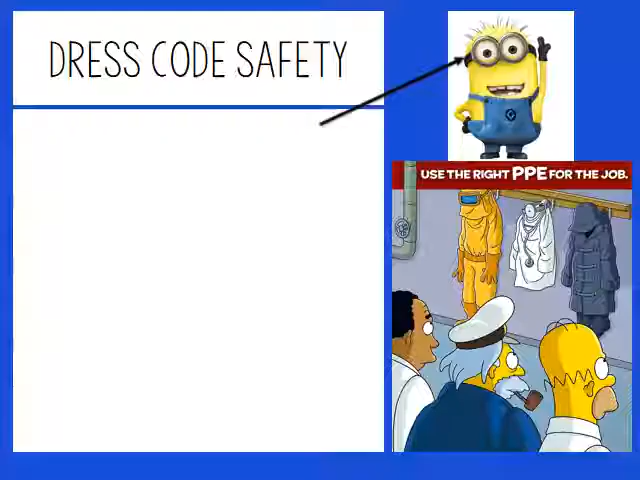 DRESS CODE SAFETY
USE THE RIGHT PPE FOR THE JOB.